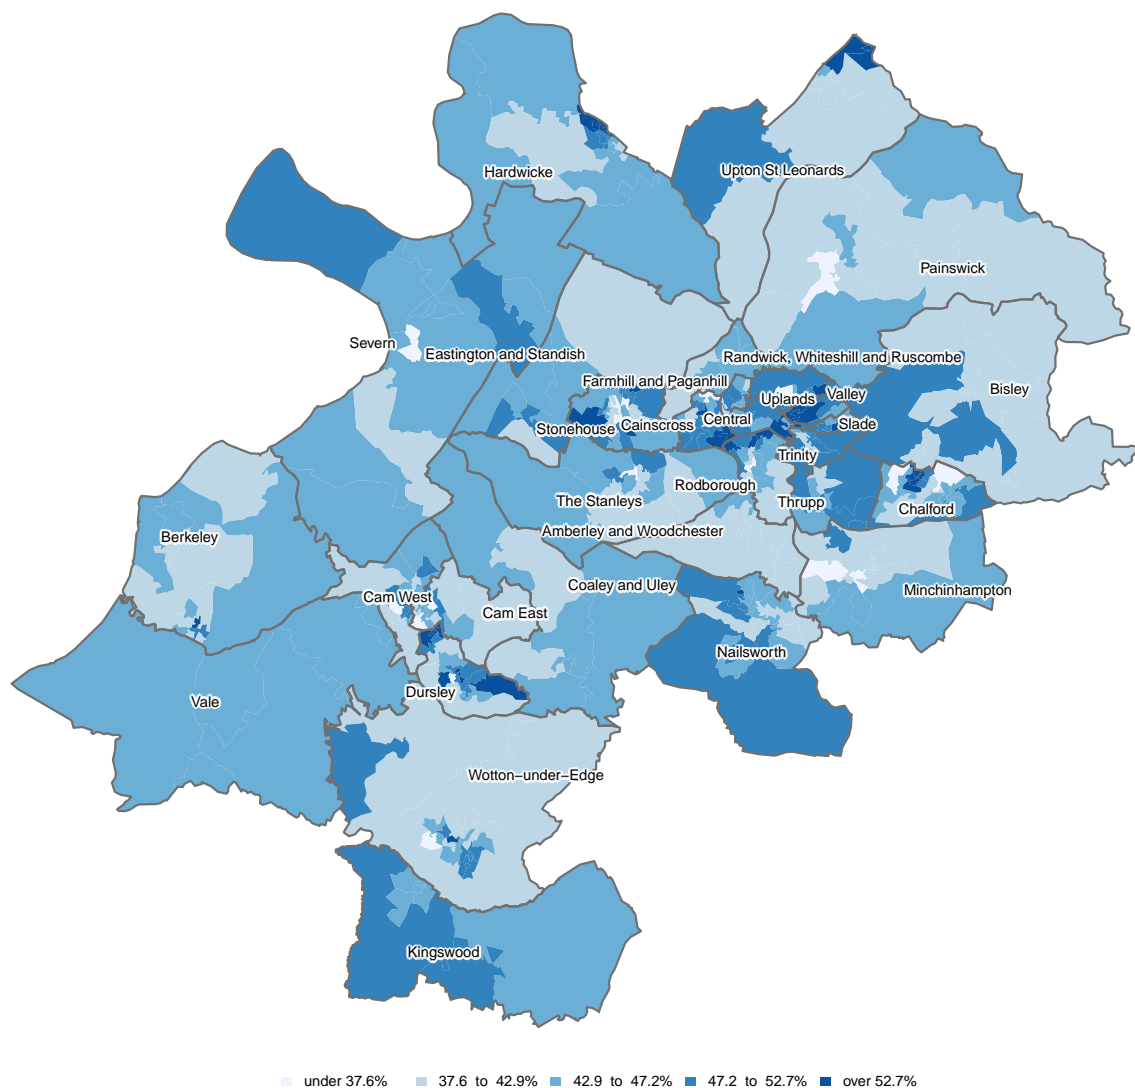 Hardwicke
Upton St Leonards
Painswick
Severn
Eastington and Standish
Randwick, Whiteshill and Ruscombe
Farmhill and Paganhill
Bisley
Uplands
Valley
Stonehouse
Cainscross
Central
Slade
Trinity
The Stanleys
Rodborough
Thrupp
Chalford
Berkeley
Amberley and Woodchester
Coaley and Uley
Minchinhampton
Cam West
Cam East
Nailsworth
Dursley
Vale
Wotton−under−Edge
Kingswood
under 37.6% 37.6 to 42.9% 42.9 to 47.2% 47.2 to 52.7% over 52.7%